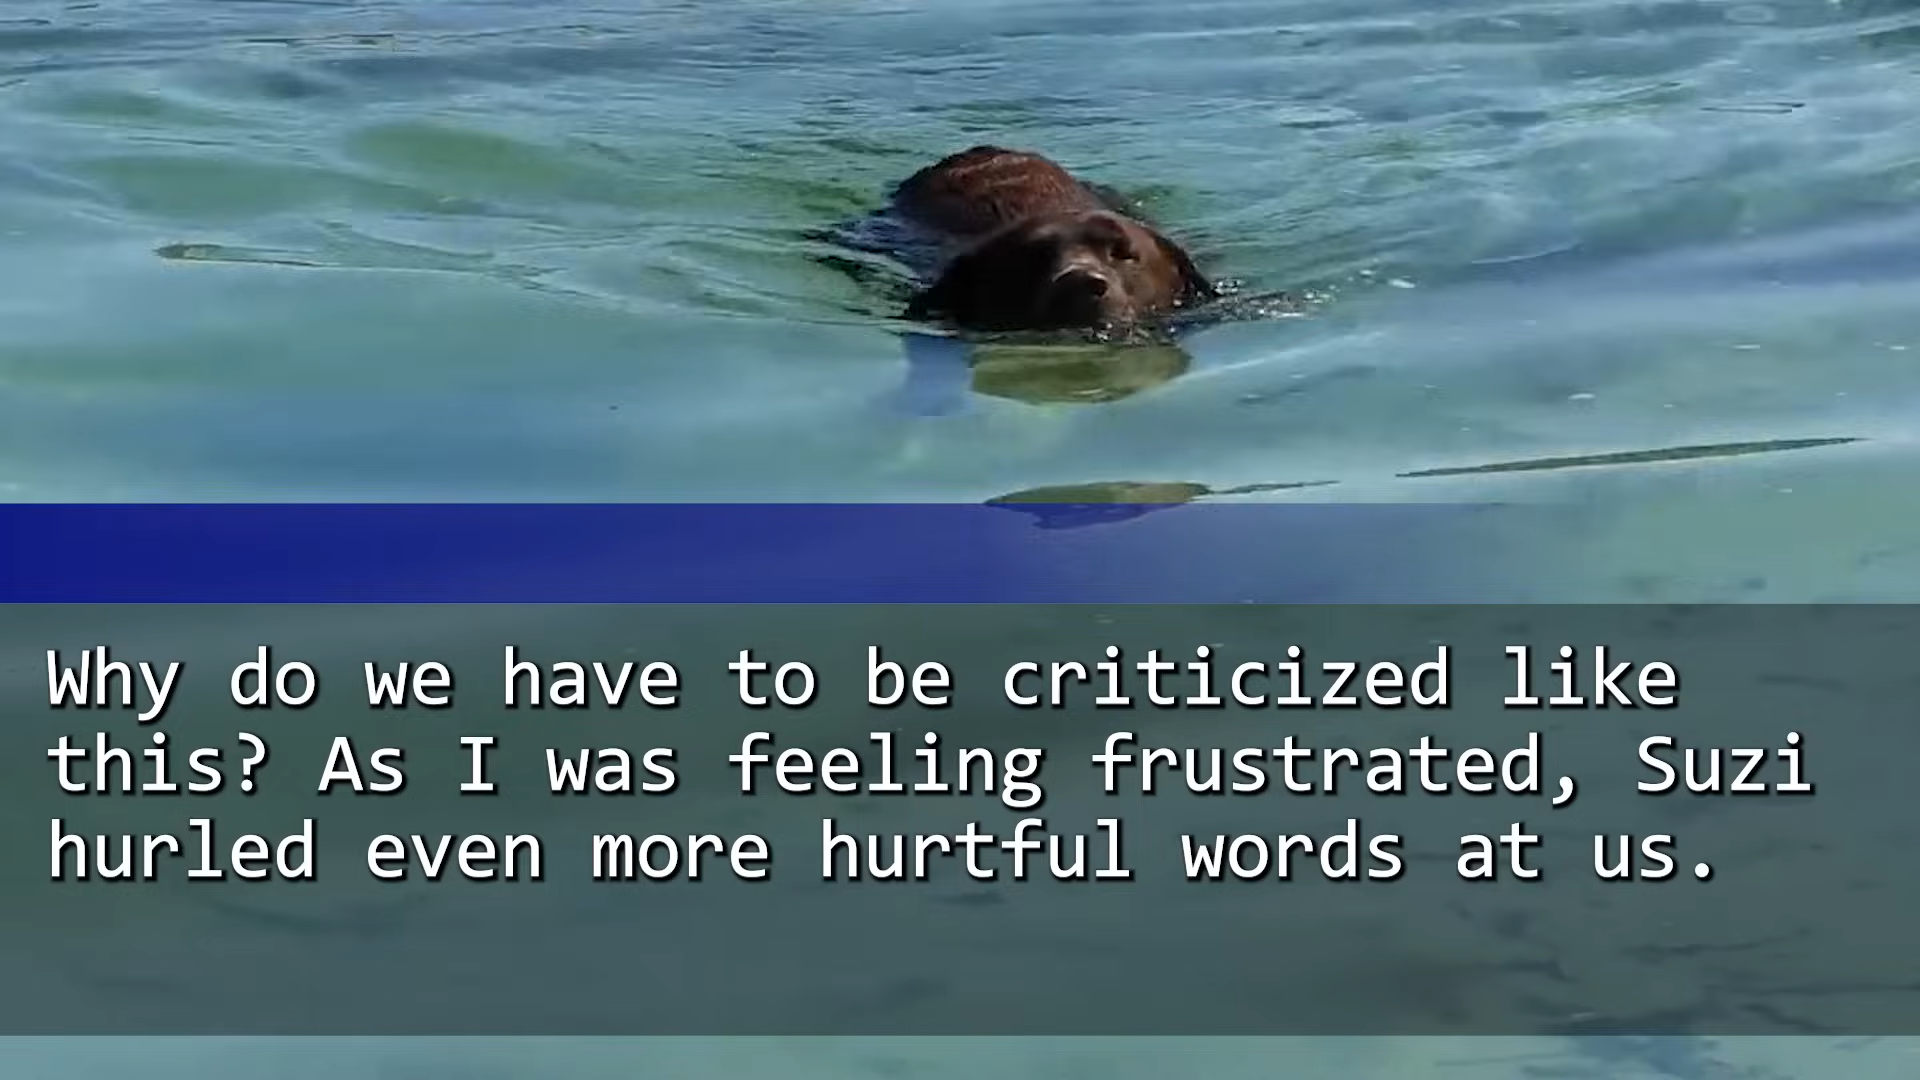 Why do we have to be criticized like
this? As I was feeling frustrated, Suzi
hurled even more hurtful words at us.